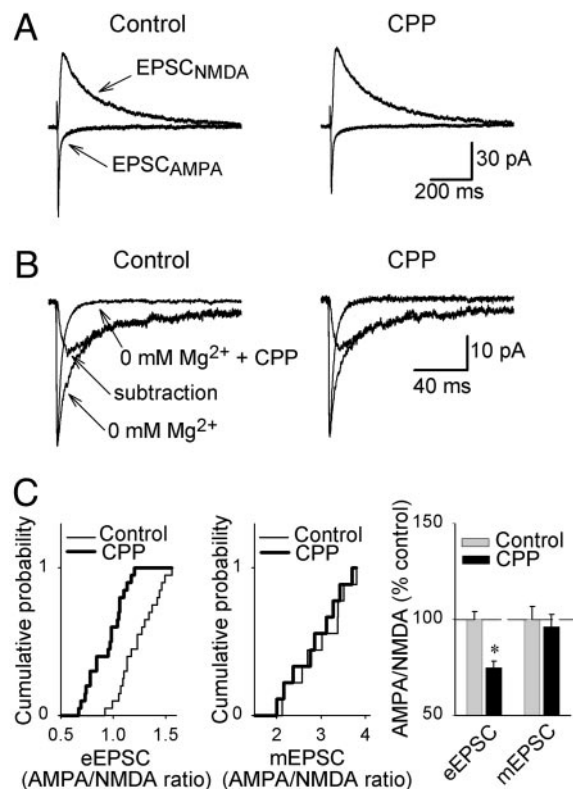 A
Control
CPP
EPSCNMDA
EPSCAMPA
30 pA
200 ms
B
Control
CPP
0 mM Mg2+ + CPP
subtraction
0 mM Mg2+
10 pA
40 ms
C
Cumulative probability
1
0
Control
CPP
0.5 1.0 1.5
eEPSC
(AMPA/NMDA ratio)
Cumulative probability
1
0
Control
CPP
2 3 4
mEPSC
(AMPA/NMDA ratio)
AMPA/NMDA (% control)
150
100
50
Control
CPP
*
eEPSC
mEPSC